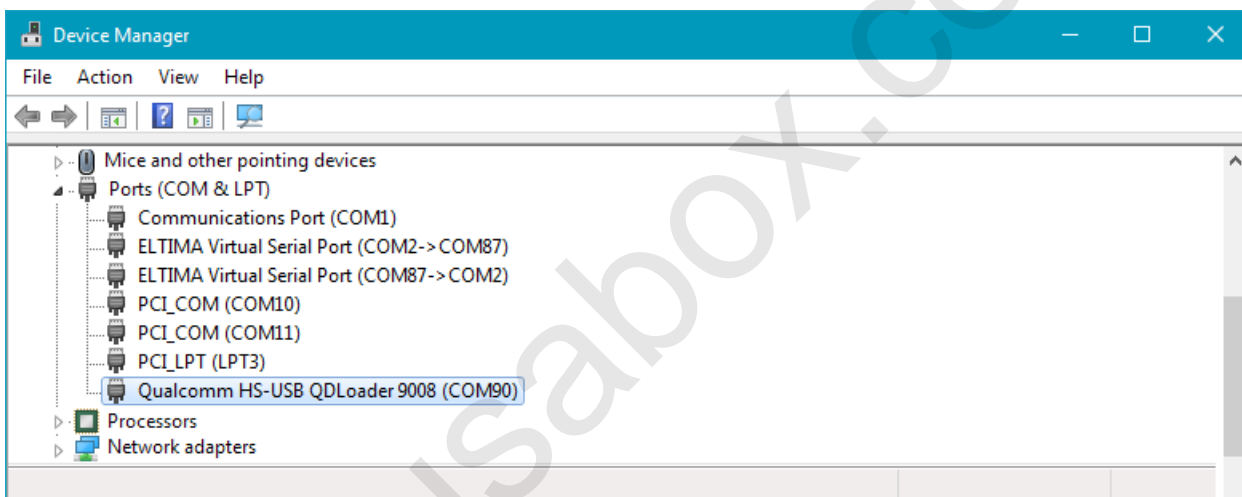 Device Manager
File Action View Help
Mice and other pointing devices
Ports (COM & LPT)
Communications Port (COM1)
ELTIMA Virtual Serial Port (COM2->COM87)
ELTIMA Virtual Serial Port (COM87->COM2)
PCI_COM (COM10)
PCI_COM (COM11)
PCI_LPT (LPT3)
Qualcomm HS-USB QDLoader 9008 (COM90)
Processors
Network adapters